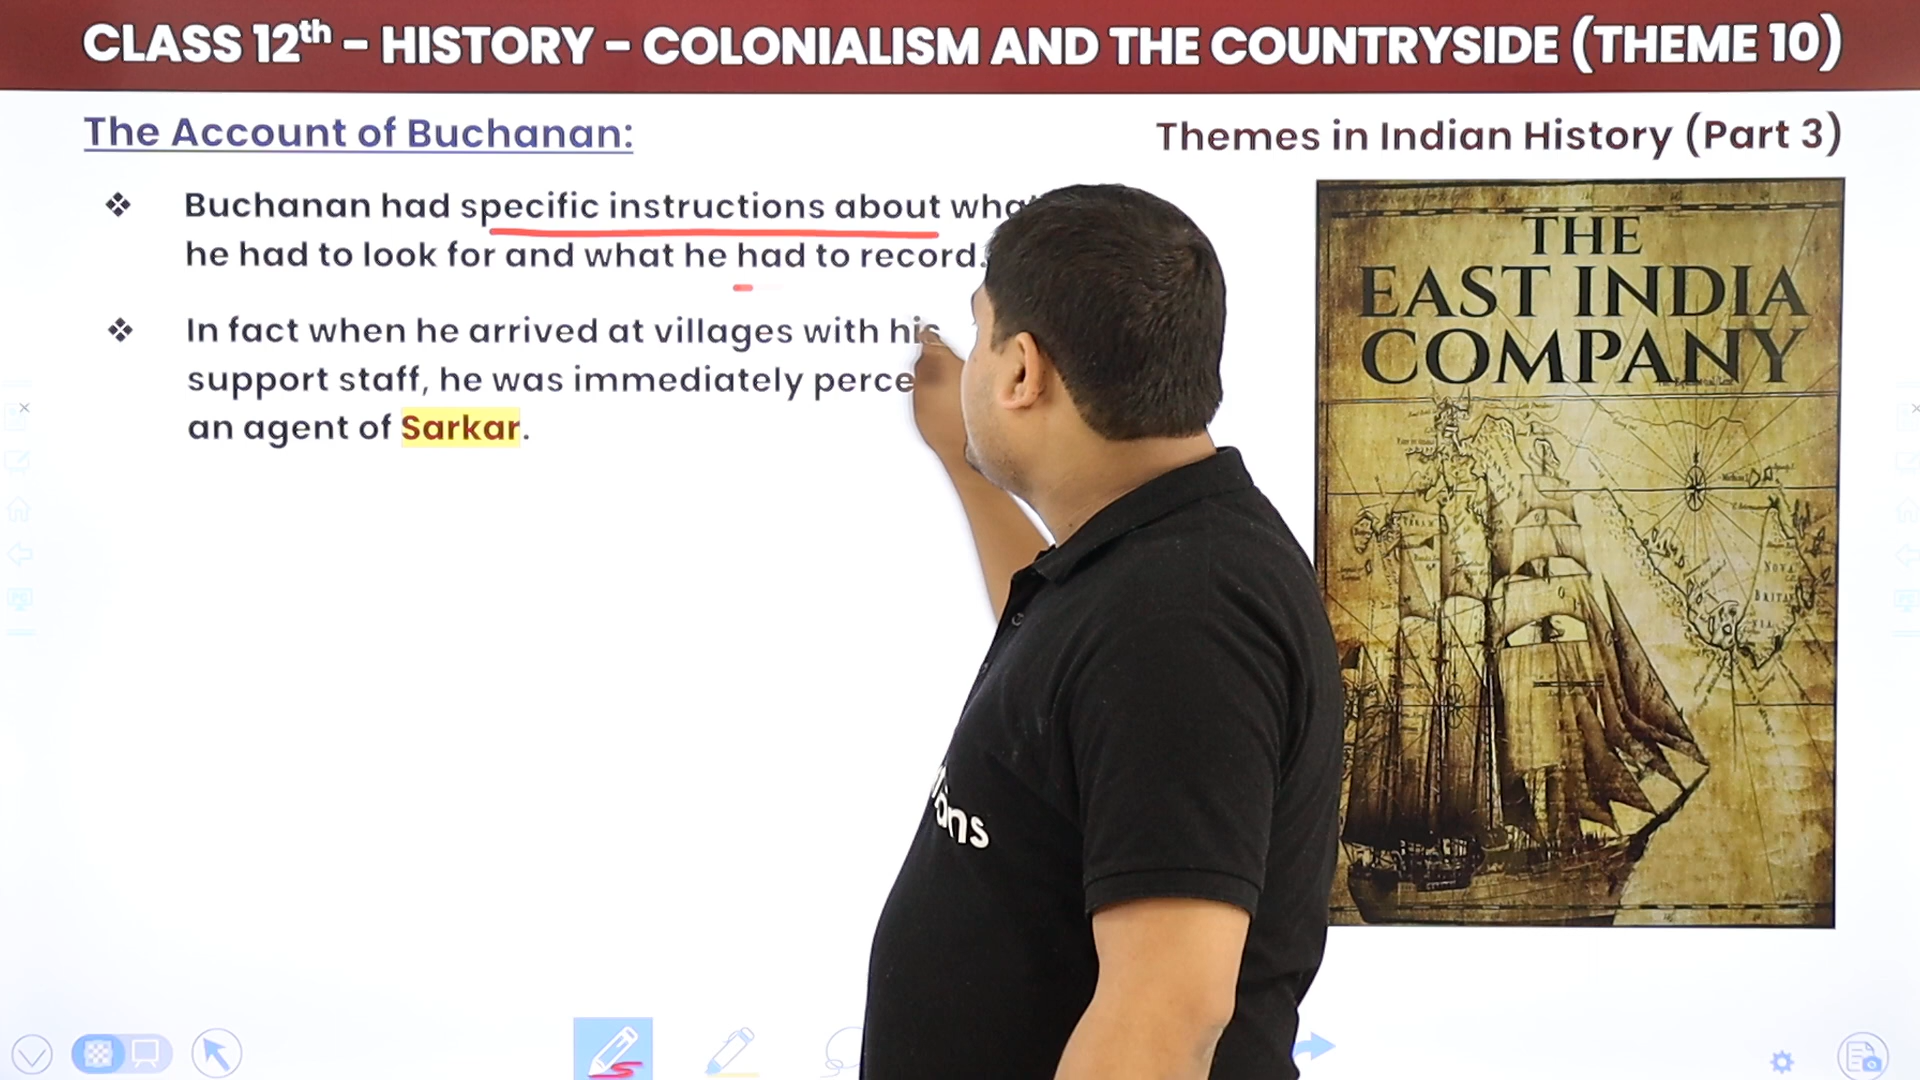 CLASS 12th - HISTORY - COLONIALISM AND THE COUNTRYSIDE (THEME 10)
The Account of Buchanan:
Themes in Indian History (Part 3)
❖ Buchanan had specific instructions about what
he had to look for and what he had to record.
❖ In fact when he arrived at villages with his
support staff, he was immediately perce
an agent of Sarkar.
THE
EAST INDIA
COMPANY